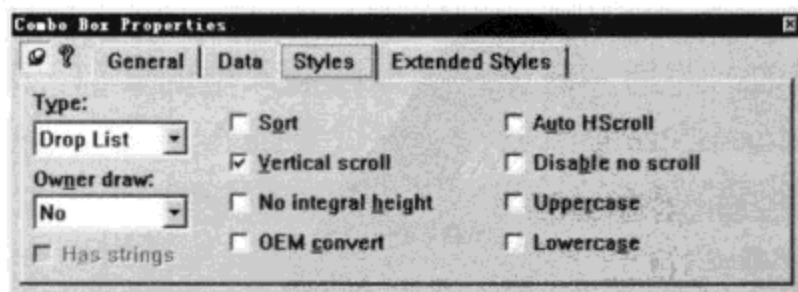 Combo Box Properties
General Data Styles Extended Styles
Type:
Drop List
Owner draw:
No
Has strings
Sort
Vertical scroll
No integral height
OEM convert
Auto HScroll
Disable no scroll
Uppercase
Lowercase